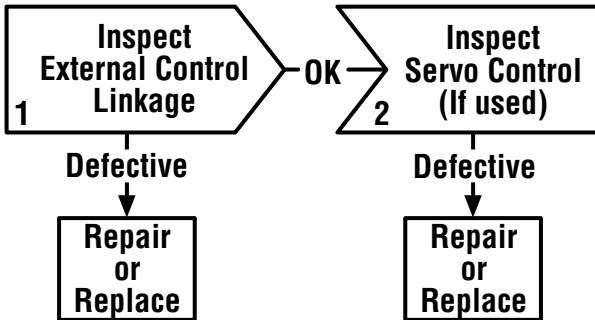 Inspect
External Control
Linkage
1
OK
Inspect
Servo Control
(If used)
2
Defective
Defective
Repair
or
Replace
Repair
or
Replace